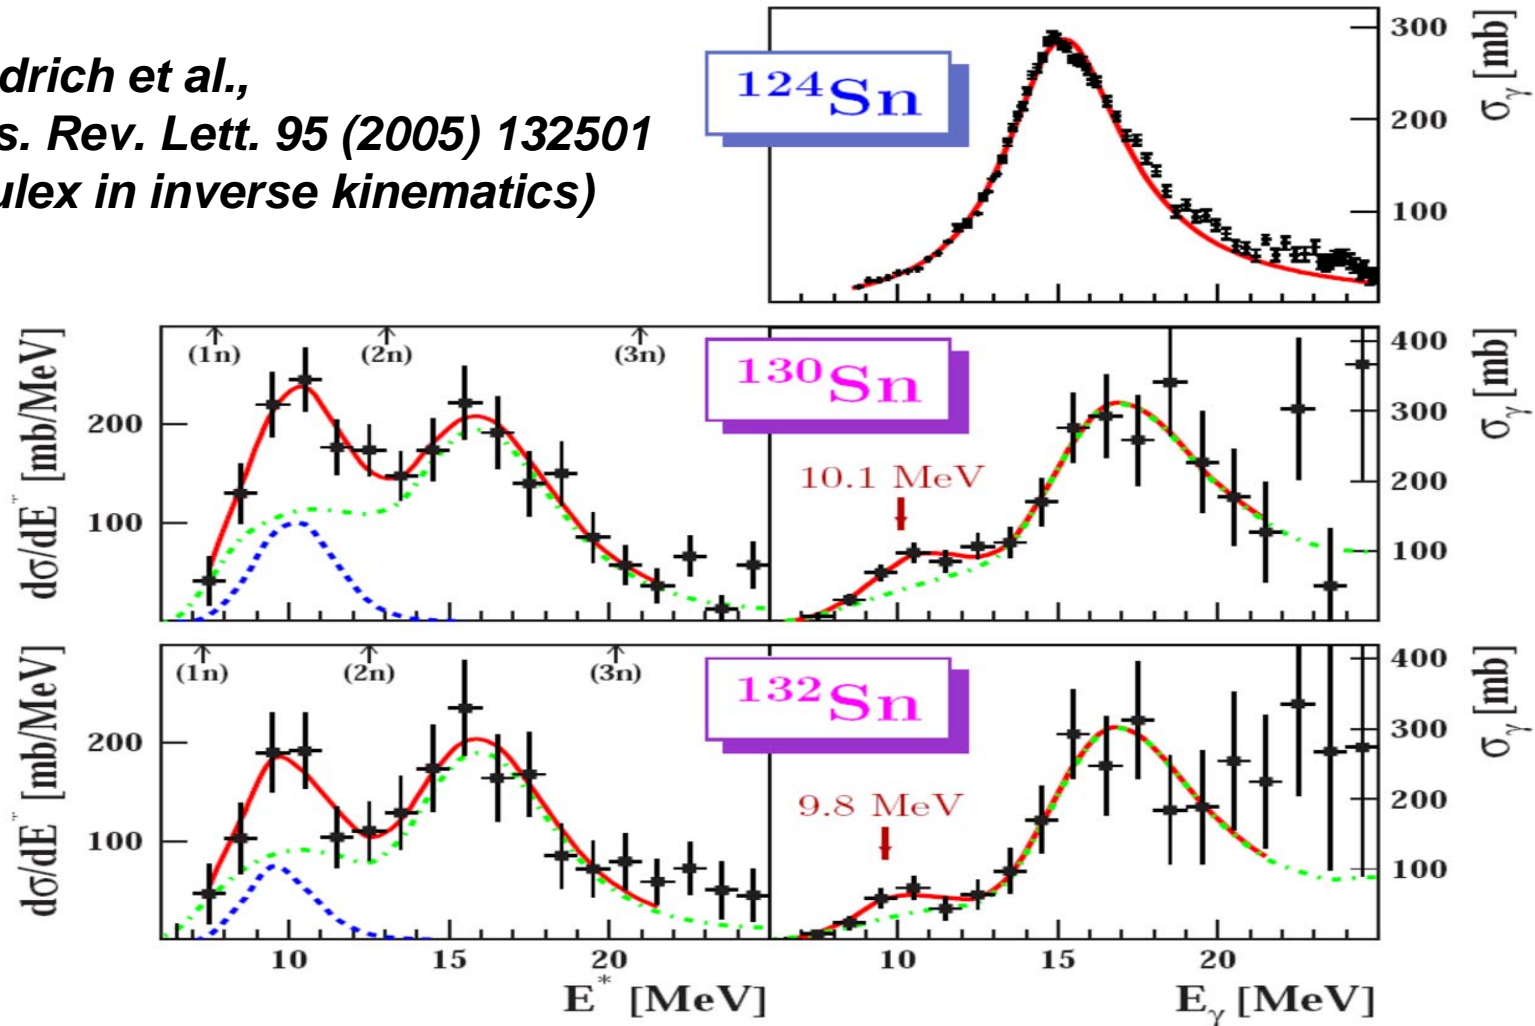 drich et al.,
s. Rev. Lett. 95 (2005) 132501
ulex in inverse kinematics)
¹²⁴Sn
300
200
100
σγ [mb]
dσ/dE* [mb/MeV]
200
100
(1n) (2n) (3n)
¹³⁰Sn
10.1 MeV
400
300
200
100
σγ [mb]
dσ/dE* [mb/MeV]
200
100
(1n) (2n) (3n)
¹³²Sn
9.8 MeV
400
300
200
100
σγ [mb]
10 15 20
E* [MeV]
10 15 20
Eγ [MeV]